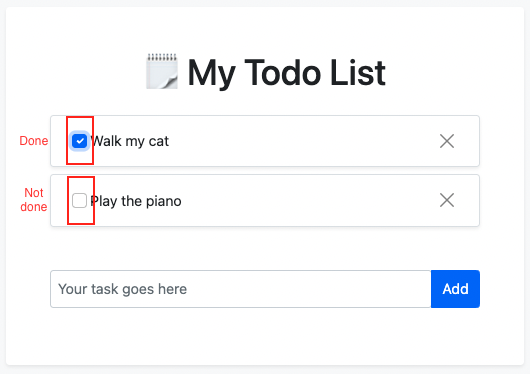 My Todo List
Done
Walk my cat
Not
done
Play the piano
Your task goes here
Add